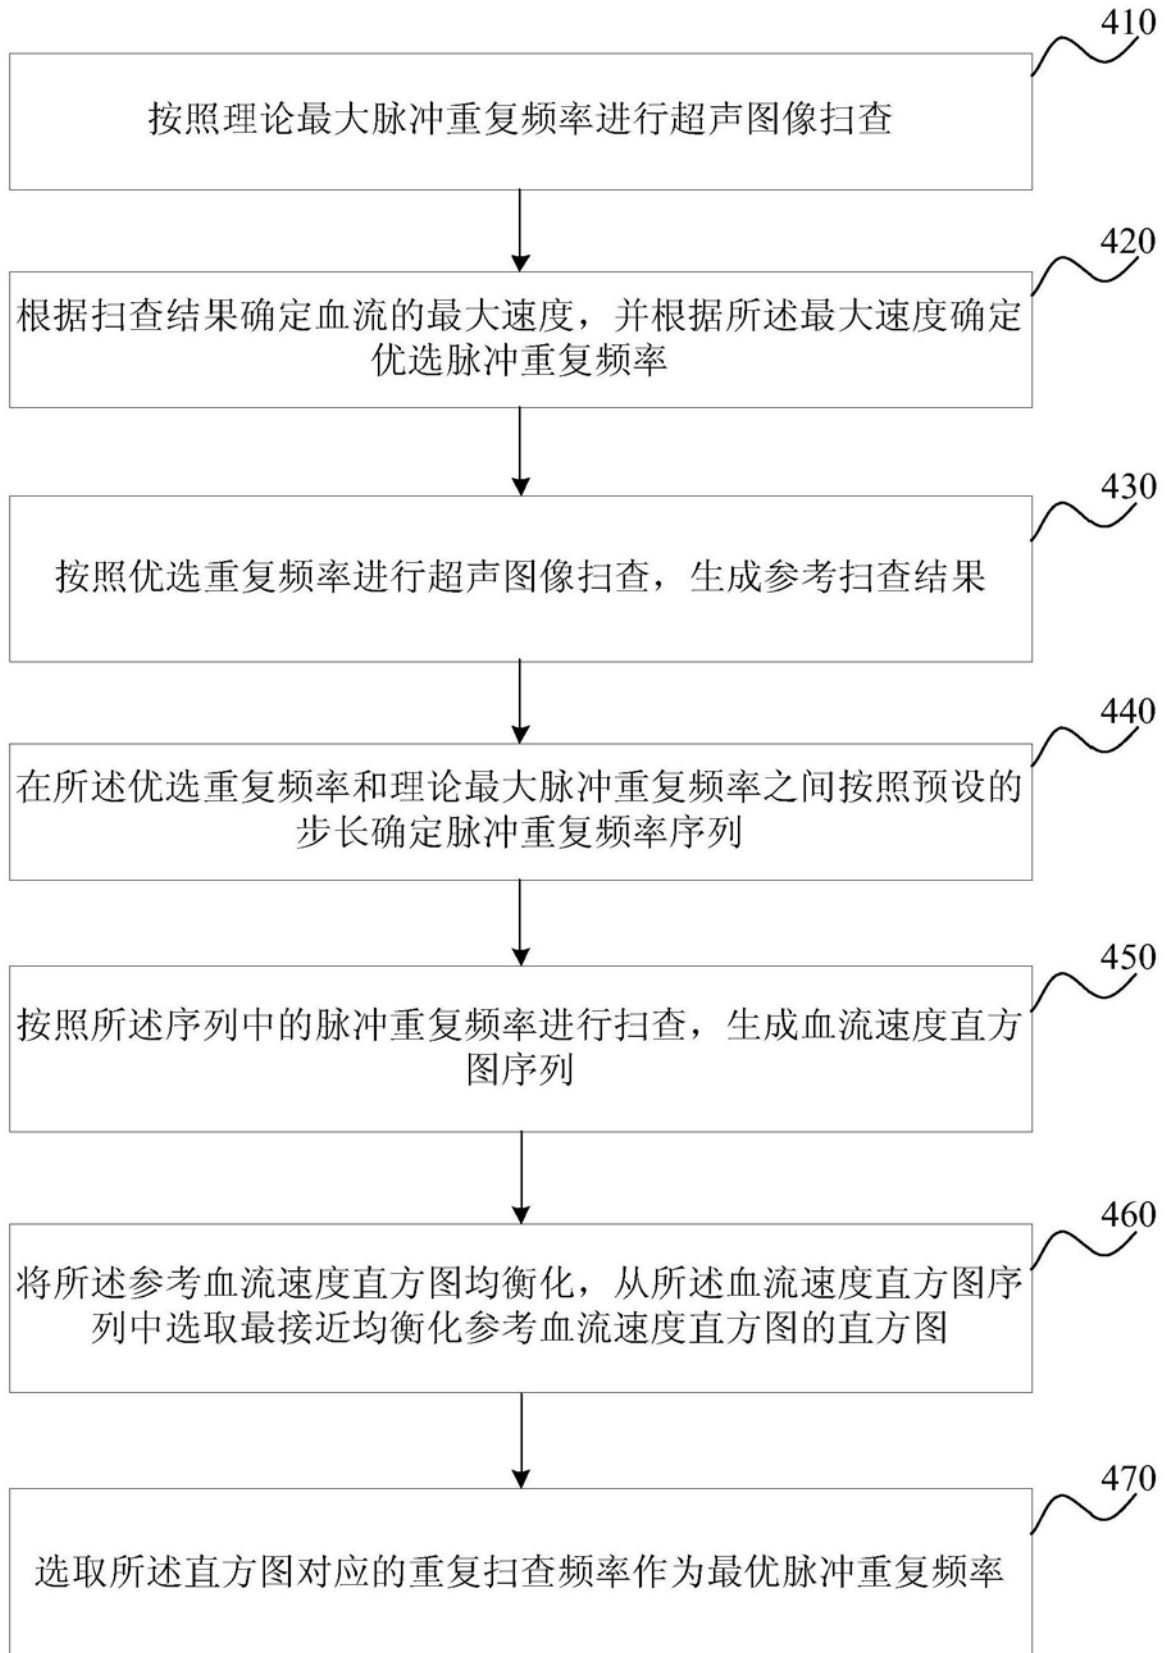 410
按照理论最大脉冲重复频率进行超声图像扫查
420
根据扫查结果确定血流的最大速度，并根据所述最大速度确定
优选脉冲重复频率
430
按照优选重复频率进行超声图像扫查，生成参考扫查结果
440
在所述优选重复频率和理论最大脉冲重复频率之间按照预设的
步长确定脉冲重复频率序列
450
按照所述序列中的脉冲重复频率进行扫查，生成血流速度直方
图序列
460
将所述参考血流速度直方图均衡化，从所述血流速度直方图序
列中选取最接近均衡化参考血流速度直方图的直方图
470
选取所述直方图对应的重复扫查频率作为最优脉冲重复频率